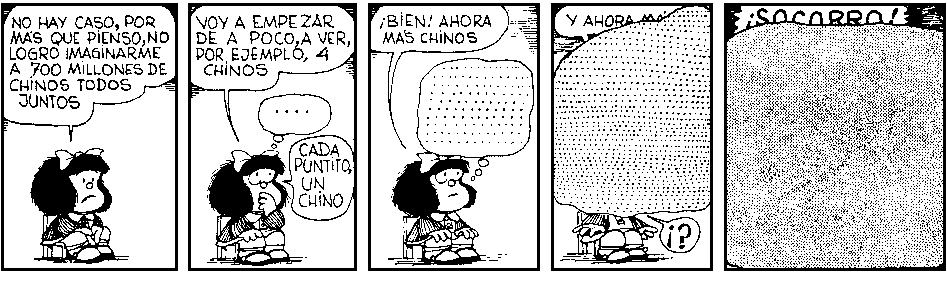 NO HAY CASO, POR
MÁS QUE PIENSO, NO
LOGRO IMAGINARME
A 700 MILLONES DE
CHINOS TODOS
JUNTOS
VOY A EMPEZAR
DE A POCO, A VER,
POR EJEMPLO, 4
CHINOS
CADA
PUNTITO,
UN
CHINO
¡BIEN! AHORA
MAS CHINOS
Y AHORA MÁS
¡?
¡SOCORRO!